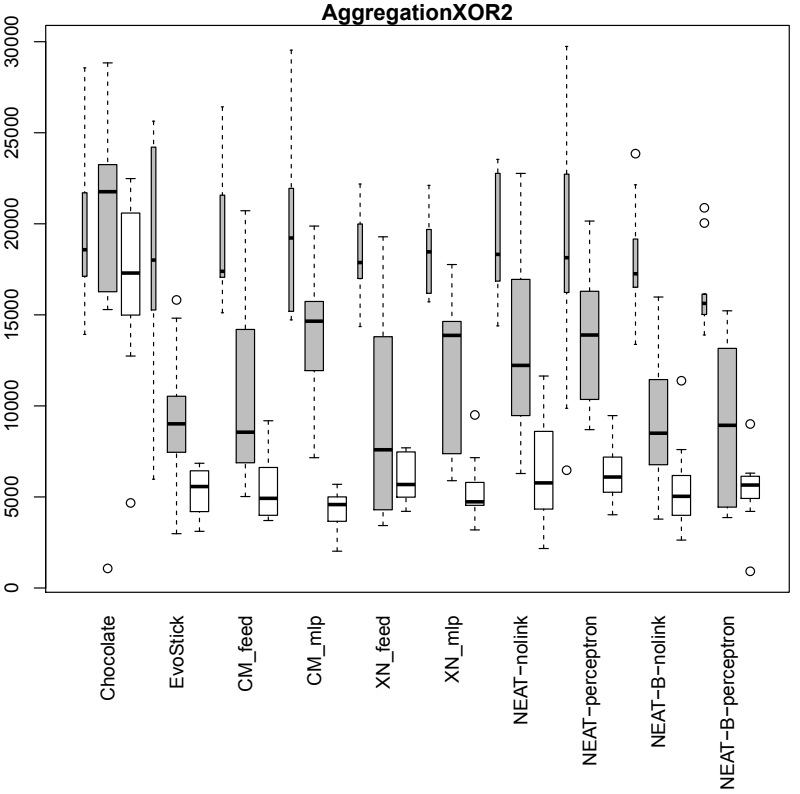 AggregationXOR2
30000
25000
20000
15000
10000
5000
0
Chocolate
EvoStick
CM_feed
CM_mlp
XN_feed
XN_mlp
NEAT−nolink
NEAT−perceptron
NEAT−B−nolink
NEAT−B−perceptron